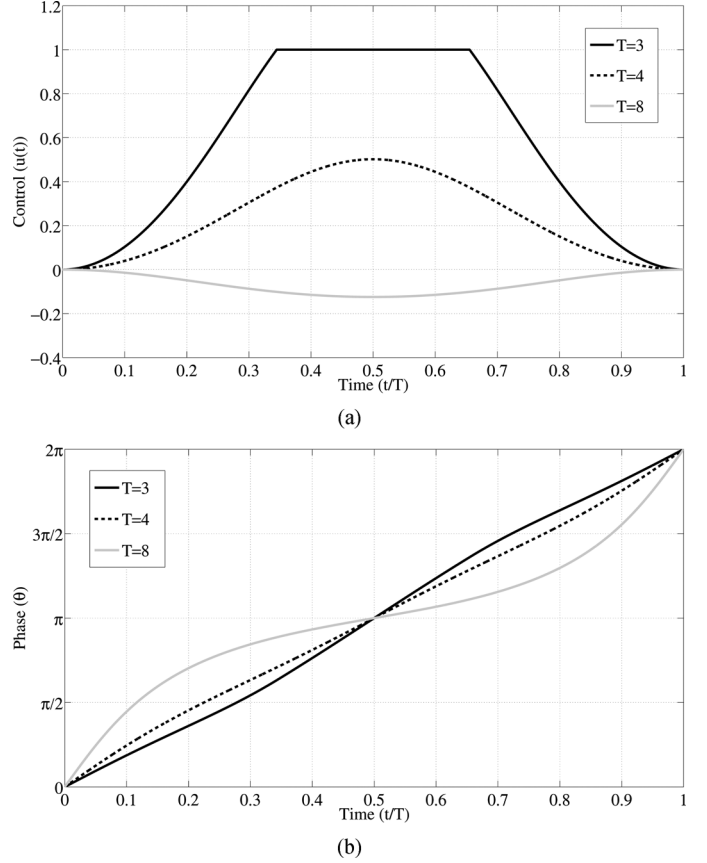 1.2
1
0.8
0.6
0.4
0.2
0
−0.2
−0.4
Control (u(t))
T=3
T=4
T=8
0 0.1 0.2 0.3 0.4 0.5 0.6 0.7 0.8 0.9 1
Time (t/T)
(a)
2π
3π/2
π
π/2
0
Phase (θ)
T=3
T=4
T=8
0 0.1 0.2 0.3 0.4 0.5 0.6 0.7 0.8 0.9 1
Time (t/T)
(b)